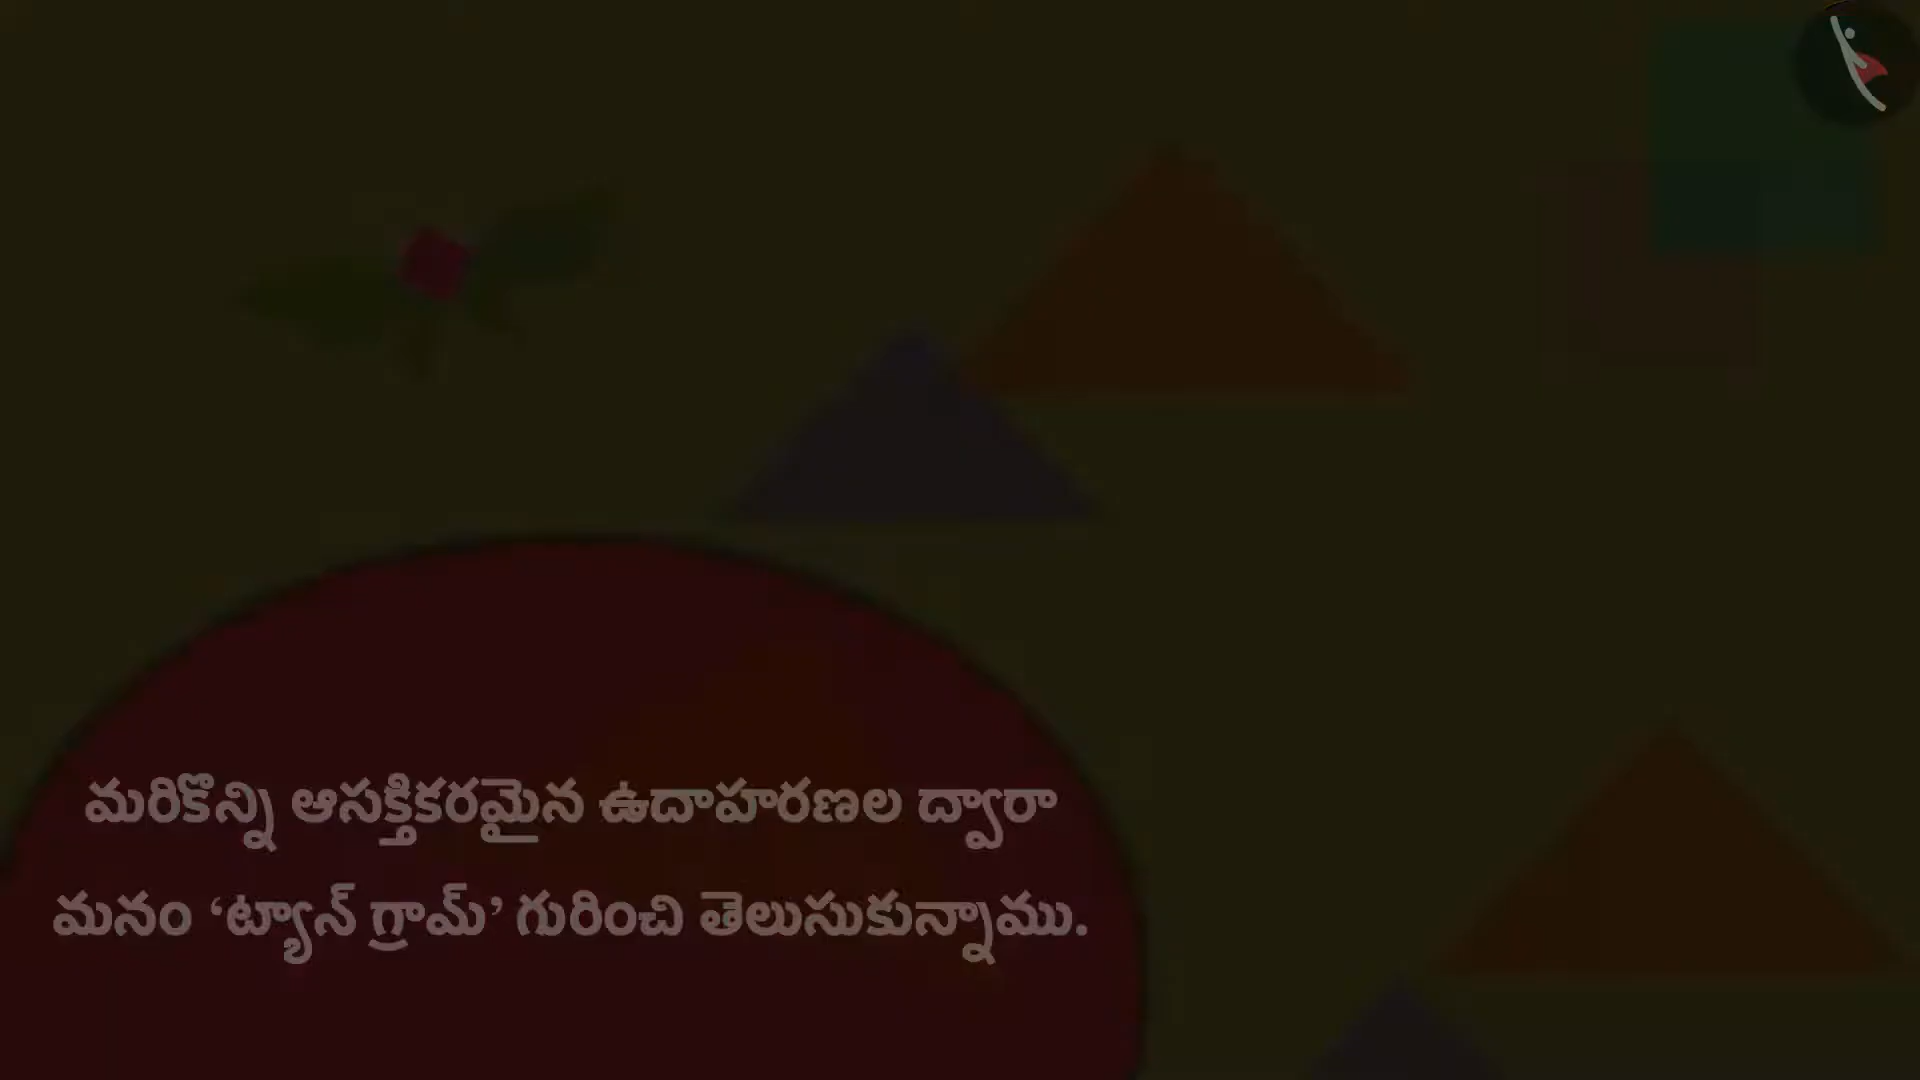 మరికొన్ని ఆసక్తికరమైన ఉదాహరణల ద్వారా
మనం ‘ట్యాన్ గ్రామ్’ గురించి తెలుసుకున్నాము.